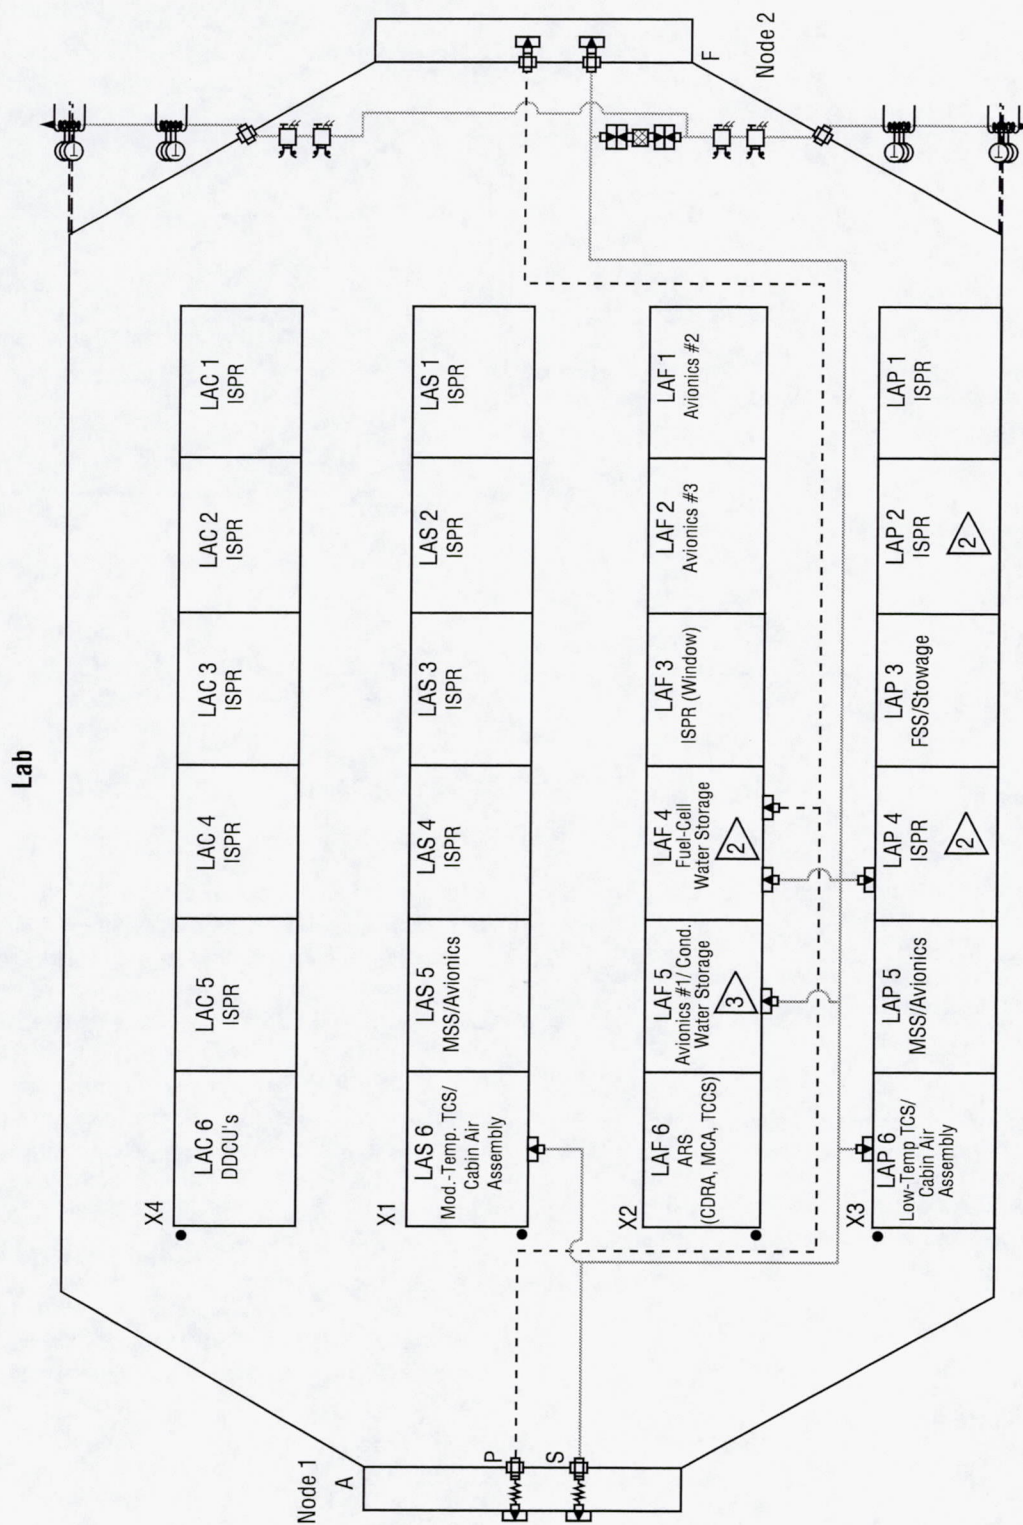 Lab
Node 1
A
P
S
F
Node 2
X4
LAC 6
DDCU's
LAC 5
ISPR
LAC 4
ISPR
LAC 3
ISPR
LAC 2
ISPR
LAC 1
ISPR
X1
LAS 6
Mod.-Temp. TCS/
Cabin Air
Assembly
LAS 5
MSS/Avionics
LAS 4
ISPR
LAS 3
ISPR
LAS 2
ISPR
LAS 1
ISPR
X2
LAF 6
ARS
(CDRA, MCA, TCCS)
LAF 5
Avionics #1/ Cond.
Water Storage
3
LAF 4
Fuel-Cell
Water Storage
2
LAF 3
ISPR (Window)
LAF 2
Avionics #3
LAF 1
Avionics #2
X3
LAP 6
Low-Temp TCS/
Cabin Air
Assembly
LAP 5
MSS/Avionics
LAP 4
ISPR
2
LAP 3
FSS/Stowage
LAP 2
ISPR
2
LAP 1
ISPR